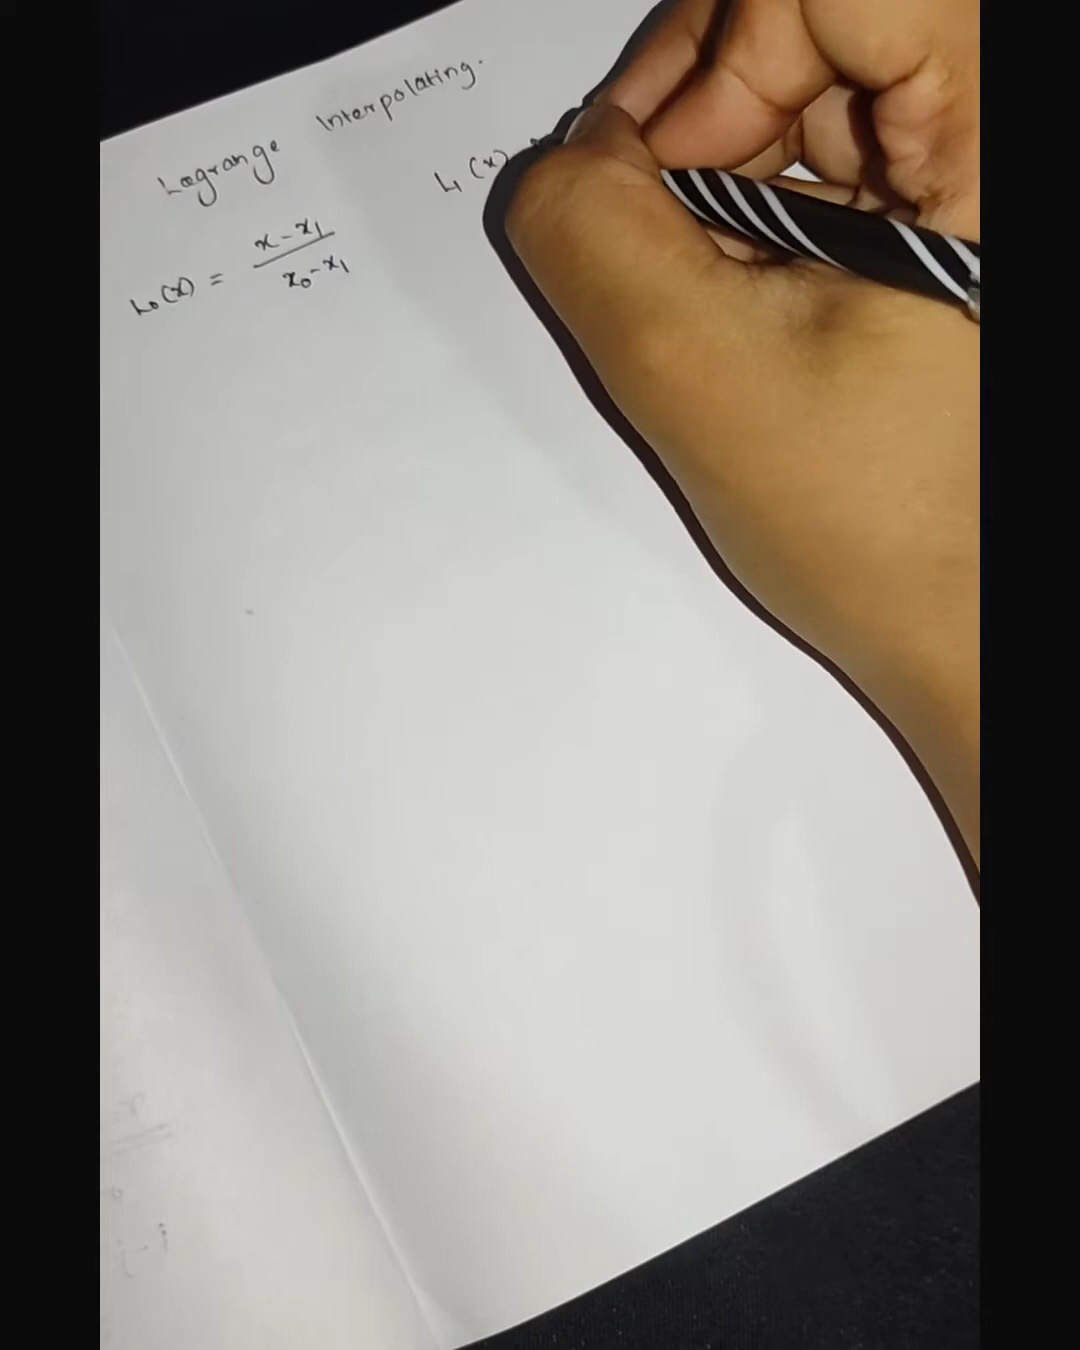 Lagrange Interpolating.
L₀(x) = (x - x₁)/(x₀ - x₁)
L₁(x)